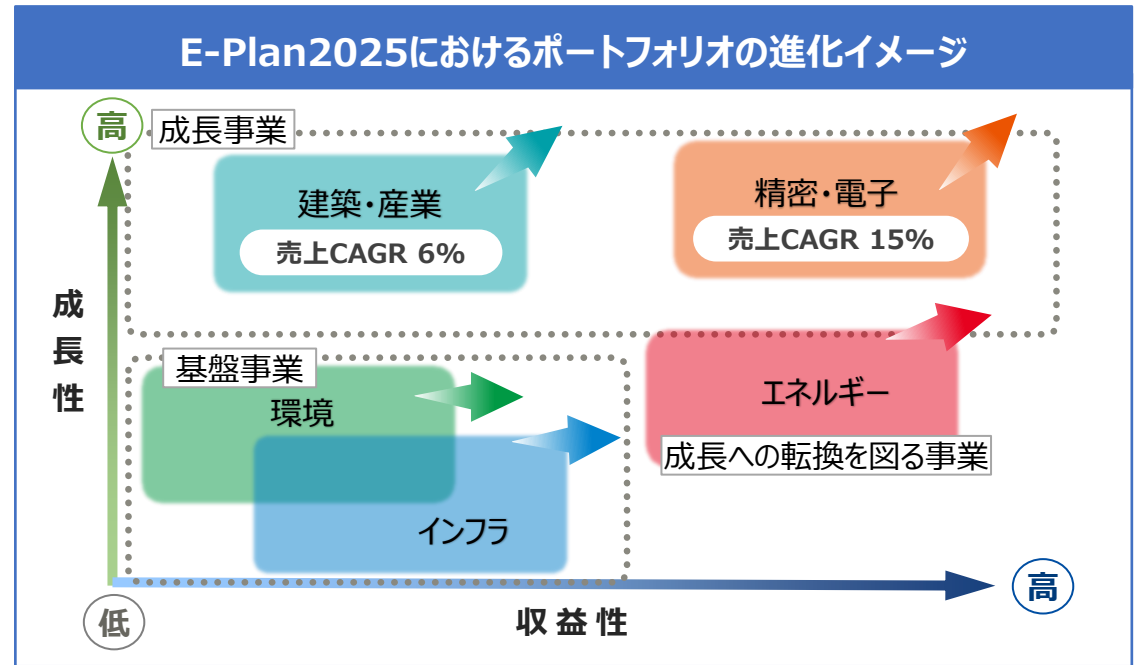 E-Plan2025におけるポートフォリオの進化イメージ
高
成長事業
建築・産業
売上CAGR 6%
精密・電子
売上CAGR 15%
成長性
基盤事業
環境
インフラ
エネルギー
成長への転換を図る事業
低
収益性
高